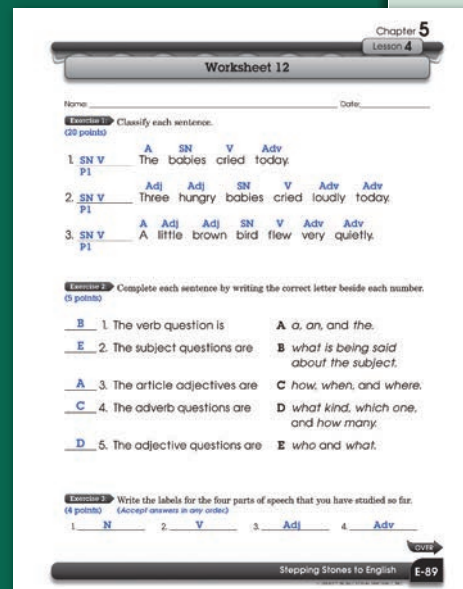 Chapter 5
Lesson 4
Worksheet 12
Name: Date:
Exercise 1: Classify each sentence.
(20 points)
A SN V Adv
1. SN V The babies cried today.
P1
Adj Adj SN V Adv Adv
2. SN V Three hungry babies cried loudly today.
P1
A Adj Adj SN V Adv Adv
3. SN V A little brown bird flew very quietly.
P1
Exercise 2: Complete each sentence by writing the correct letter beside each number.
(5 points)
B 1. The verb question is A a, an, and the.
E 2. The subject questions are B what is being said
about the subject.
A 3. The article adjectives are C how, when, and where.
C 4. The adverb questions are D what kind, which one,
and how many.
D 5. The adjective questions are E who and what.
Exercise 3: Write the labels for the four parts of speech that you have studied so far.
(4 points) (Accept answers in any order.)
1. N 2. V 3. Adj 4. Adv
OVER
Stepping Stones to English E-89